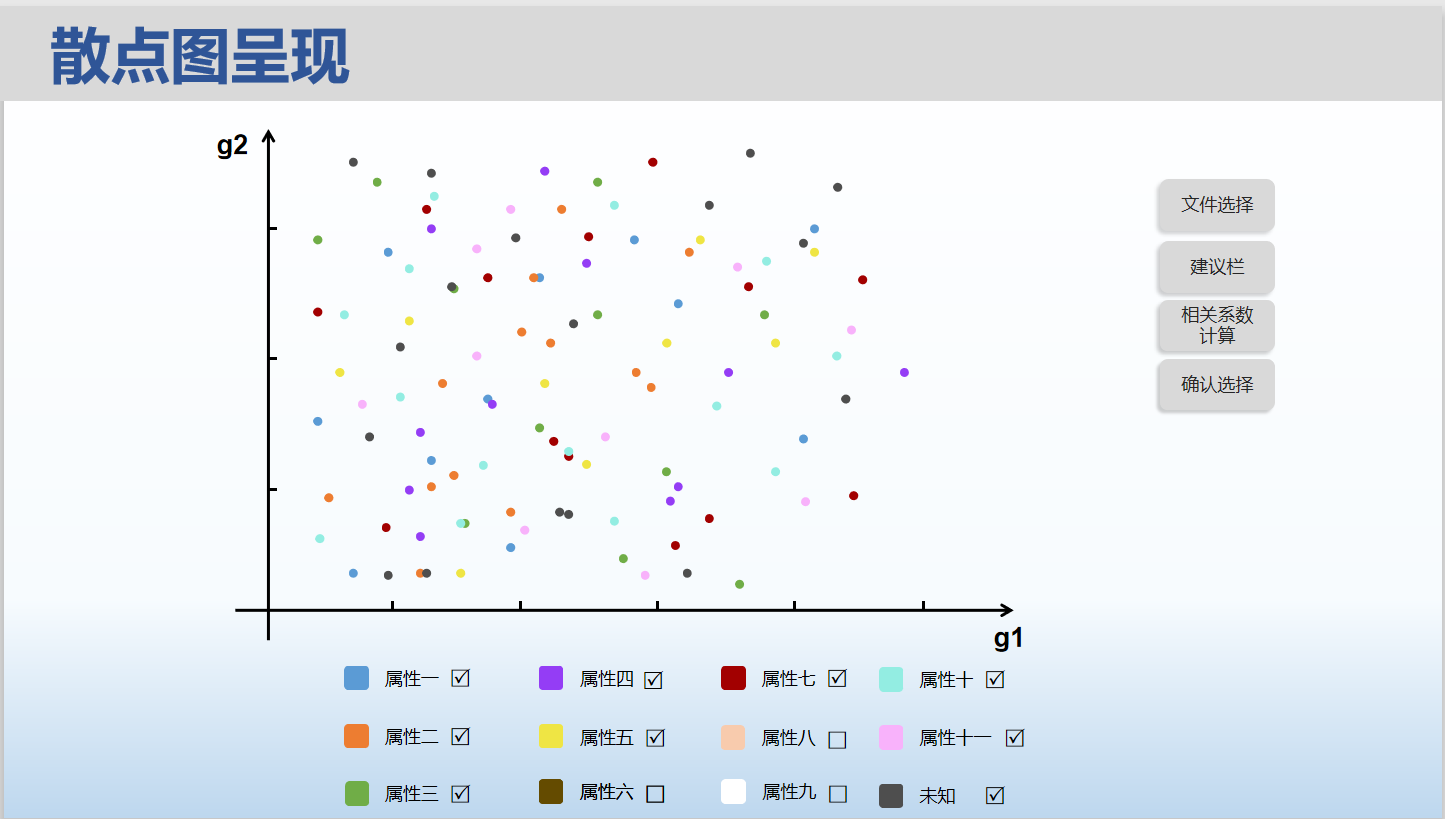 散点图呈现
g2
文件选择
建议栏
相关系数
计算
确认选择
g1
属性一 ☑ 属性四 ☑ 属性七 ☑ 属性十 ☑
属性二 ☑ 属性五 ☑ 属性八 ☐ 属性十一 ☑
属性三 ☑ 属性六 ☐ 属性九 ☐ 未知 ☑